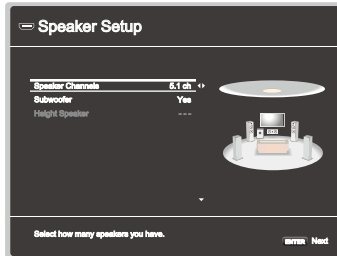 Speaker Setup
Speaker Channels 5.1 ch
Subwoofer Yes
Height Speaker ---
Select how many speakers you have.
ENTER Next